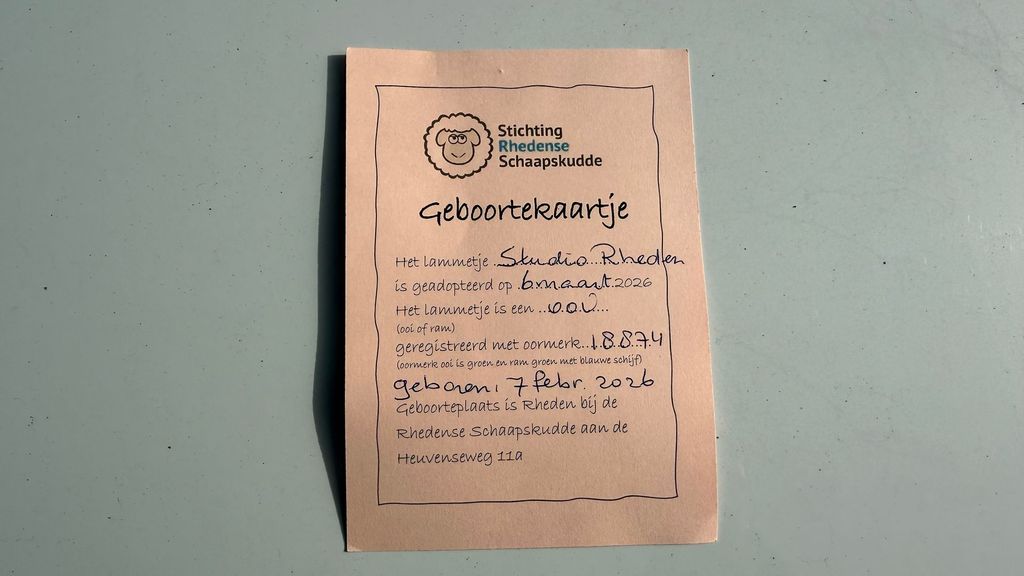 Stichting
Rhedense
Schaapskudde
Geboortekaartje
Het lammetje Studio Rheden
is geadopteerd op 6 maart 2026
Het lammetje is een ooi
(ooi of ram)
geregistreerd met oormerk 18874
(oormerk ooi is groen en ram groen met blauwe schijf)
geboren: 7 febr. 2026
Geboorteplaats is Rheden bij de
Rhedense Schaapskudde aan de
Heuvenseweg 11a